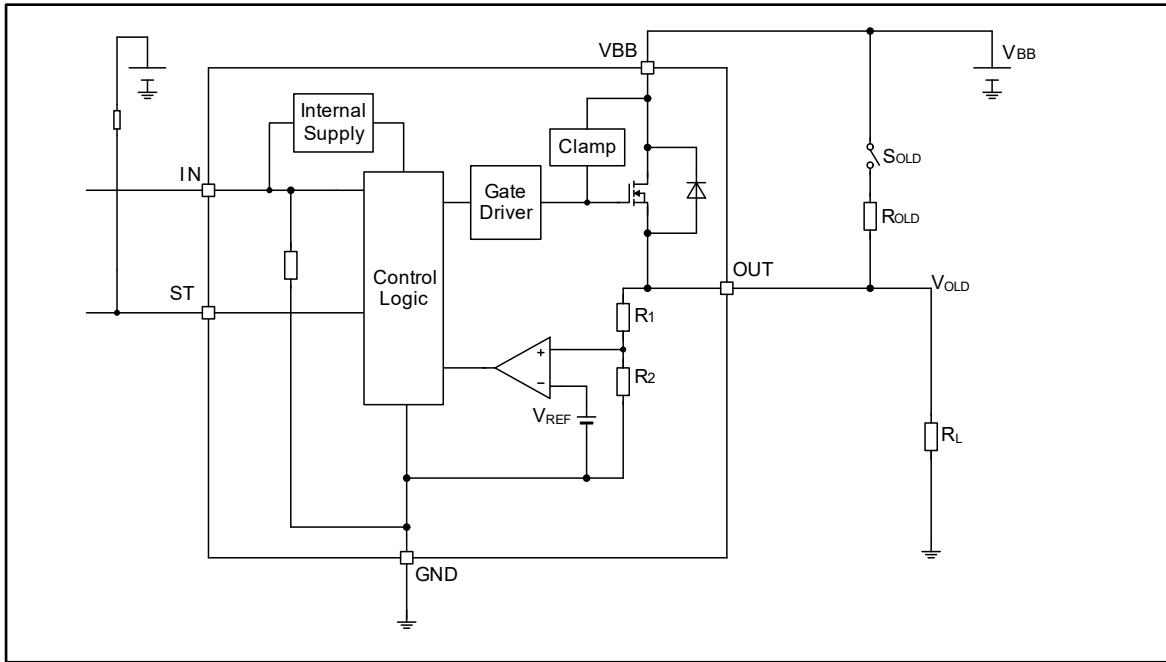 VBB
VBB
Internal
Supply
Clamp
SOLD
IN
Gate
Driver
ROLD
Control
Logic
OUT
VOLD
ST
R1
+
R2
−
VREF
RL
GND